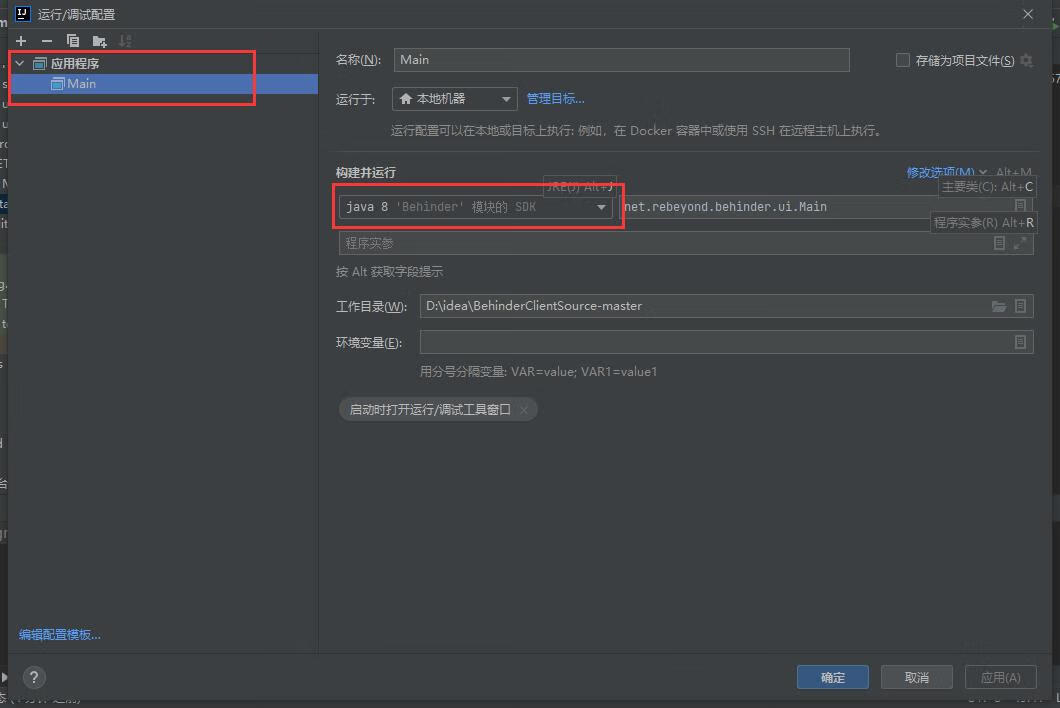 运行/调试配置
应用程序
Main
名称(N):
Main
存储为项目文件(S)
运行于:
本地机器
管理目标...
运行配置可以在本地或目标上执行: 例如，在 Docker 容器中或使用 SSH 在远程主机上执行。
构建并运行
修改选项(M)
Alt+M
JRE(J) Alt+J
主要类(C): Alt+C
java 8 'Behinder' 模块的 SDK
net.rebeyond.behinder.ui.Main
程序实参(R) Alt+R
程序实参
按 Alt 获取字段提示
工作目录(W):
D:\idea\BehinderClientSource-master
环境变量(E):
用分号分隔变量: VAR=value; VAR1=value1
启动时打开运行/调试工具窗口
编辑配置模板...
?
确定
取消
应用(A)